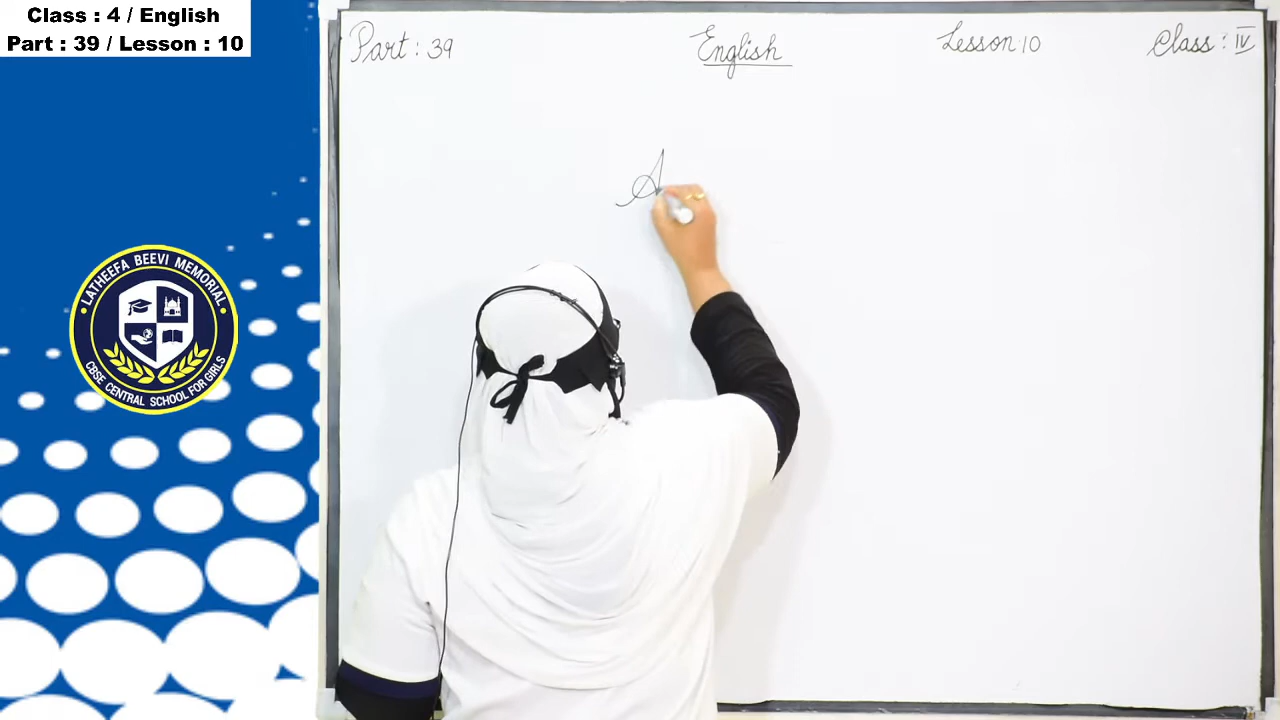 Class : 4 / English
Part : 39 / Lesson : 10
Part : 39
English
Lesson 10
Class : IV
A
LATHEEFA BEEVI MEMORIAL
CBSE CENTRAL SCHOOL FOR GIRLS